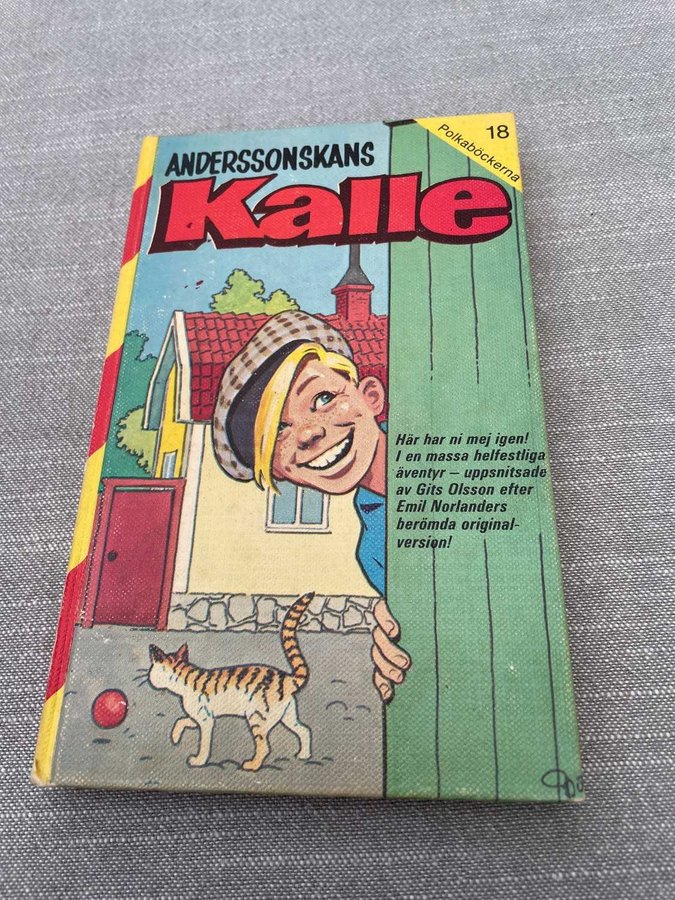 18
Polkaböckerna
ANDERSSONSKANS
Kalle
Här har ni mej igen!
I en massa helfestliga
äventyr – uppsnitsade
av Gits Olsson efter
Emil Norlanders
berömda original-
version!